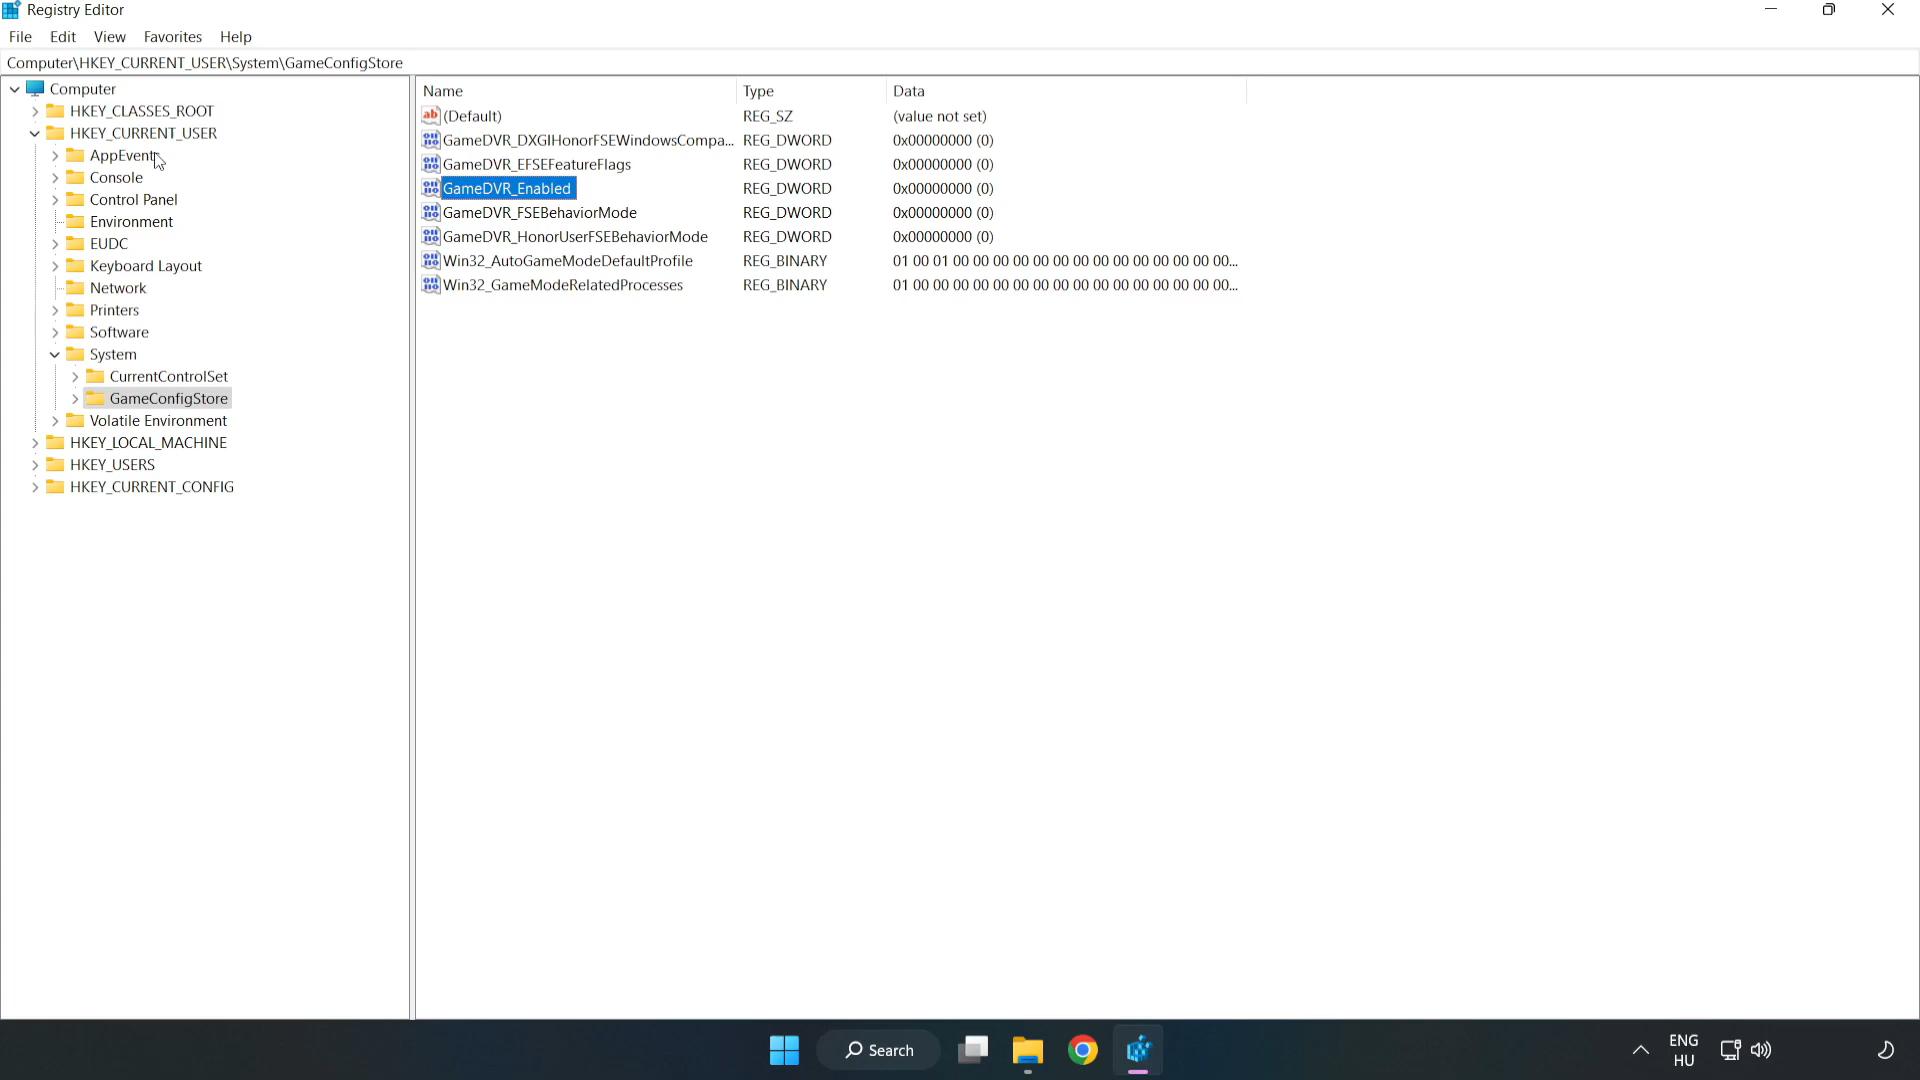 Registry Editor
File Edit View Favorites Help
Computer\HKEY_CURRENT_USER\System\GameConfigStore
Computer
HKEY_CLASSES_ROOT
HKEY_CURRENT_USER
AppEvents
Console
Control Panel
Environment
EUDC
Keyboard Layout
Network
Printers
Software
System
CurrentControlSet
GameConfigStore
Volatile Environment
HKEY_LOCAL_MACHINE
HKEY_USERS
HKEY_CURRENT_CONFIG
Name Type Data
(Default) REG_SZ (value not set)
GameDVR_DXGIHonorFSEWindowsCompa... REG_DWORD 0x00000000 (0)
GameDVR_EFSEFeatureFlags REG_DWORD 0x00000000 (0)
GameDVR_Enabled REG_DWORD 0x00000000 (0)
GameDVR_FSEBehaviorMode REG_DWORD 0x00000000 (0)
GameDVR_HonorUserFSEBehaviorMode REG_DWORD 0x00000000 (0)
Win32_AutoGameModeDefaultProfile REG_BINARY 01 00 01 00 00 00 00 00 00 00 00 00 00 00 00 00 00...
Win32_GameModeRelatedProcesses REG_BINARY 01 00 00 00 00 00 00 00 00 00 00 00 00 00 00 00 00...
Search
ENG
HU